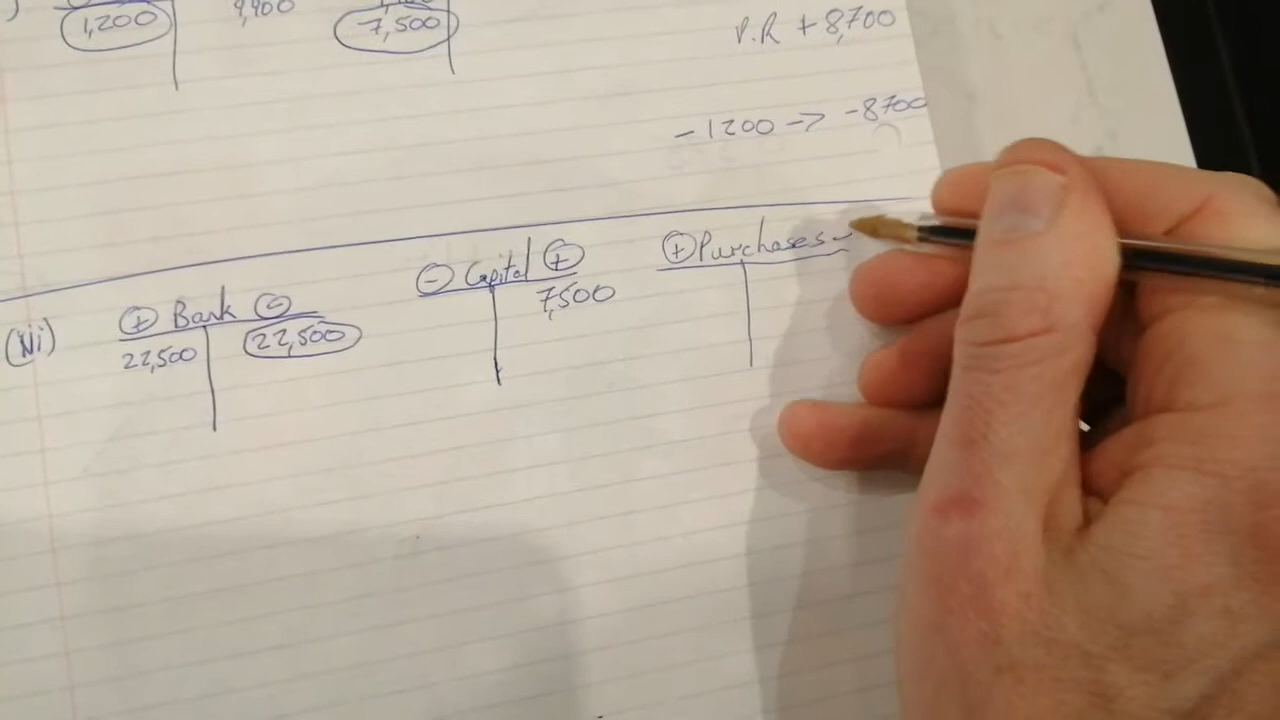 1,200
7,500
P.R + 8,700
- 1200 -> - 8700
(Vi)
+ Bank -
22,500 22,500
- Capital +
7,500
+ Purchases -